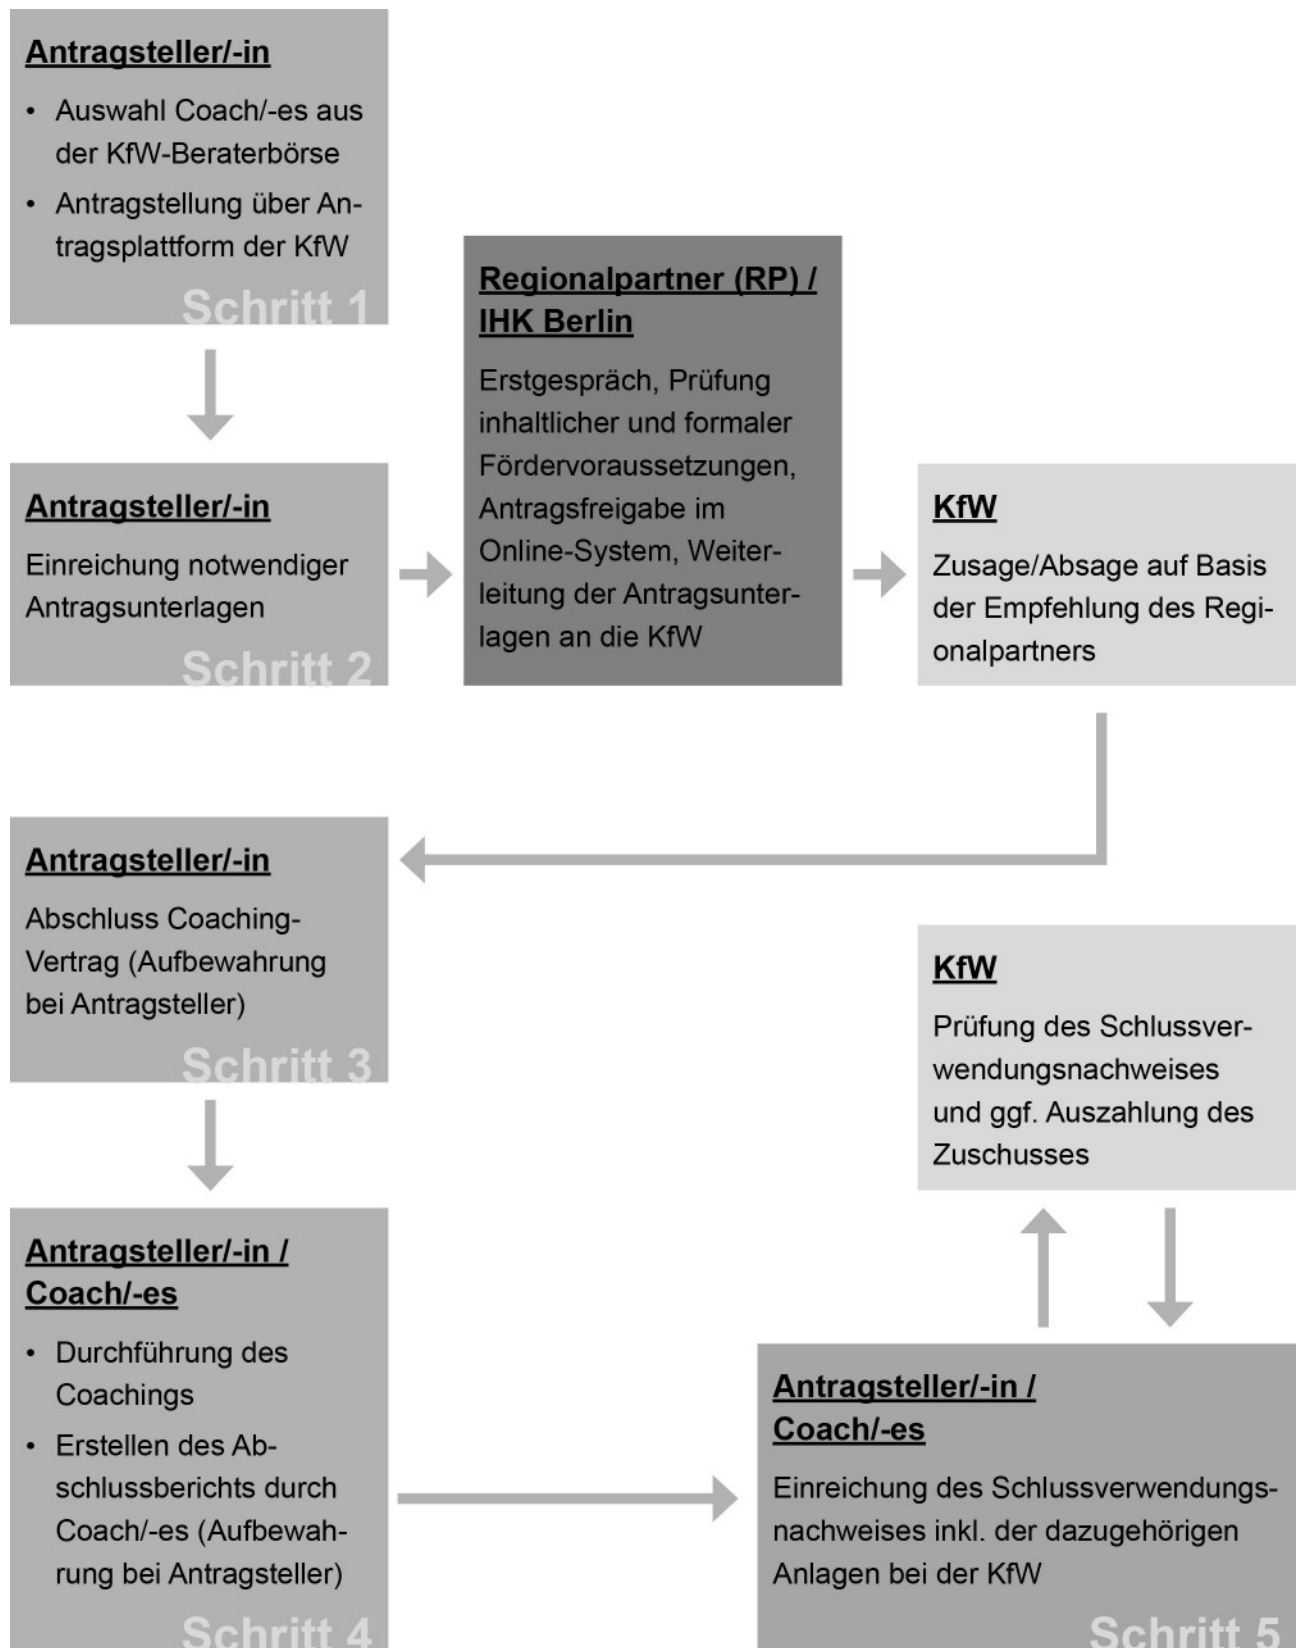 Antragsteller/-in
• Auswahl Coach/-es aus
der KfW-Beraterbörse
• Antragstellung über An-
tragsplattform der KfW
Schritt 1
Antragsteller/-in
Einreichung notwendiger
Antragsunterlagen
Schritt 2
Regionalpartner (RP) /
IHK Berlin
Erstgespräch, Prüfung
inhaltlicher und formaler
Fördervoraussetzungen,
Antragsfreigabe im
Online-System, Weiter-
leitung der Antragsunter-
lagen an die KfW
KfW
Zusage/Absage auf Basis
der Empfehlung des Regi-
onalpartners
Antragsteller/-in
Abschluss Coaching-
Vertrag (Aufbewahrung
bei Antragsteller)
Schritt 3
Antragsteller/-in /
Coach/-es
• Durchführung des
Coachings
• Erstellen des Ab-
schlussberichts durch
Coach/-es (Aufbewah-
rung bei Antragsteller)
Schritt 4
Antragsteller/-in /
Coach/-es
Einreichung des Schlussverwendungs-
nachweises inkl. der dazugehörigen
Anlagen bei der KfW
Schritt 5
KfW
Prüfung des Schlussver-
wendungsnachweises
und ggf. Auszahlung des
Zuschusses